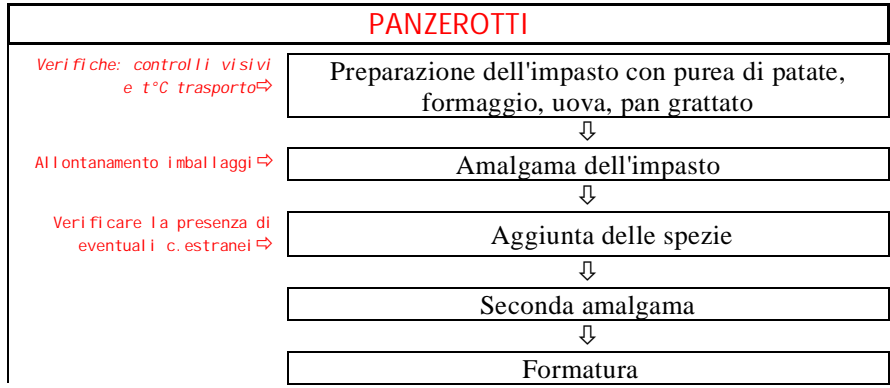 PANZEROTTI
Verifiche: controlli visivi
e t°C trasporto⇨
Preparazione dell'impasto con purea di patate,
formaggio, uova, pan grattato
⇩
Allontanamento imballaggi⇨
Amalgama dell'impasto
⇩
Verificare la presenza di
eventuali c.estranei⇨
Aggiunta delle spezie
⇩
Seconda amalgama
⇩
Formatura